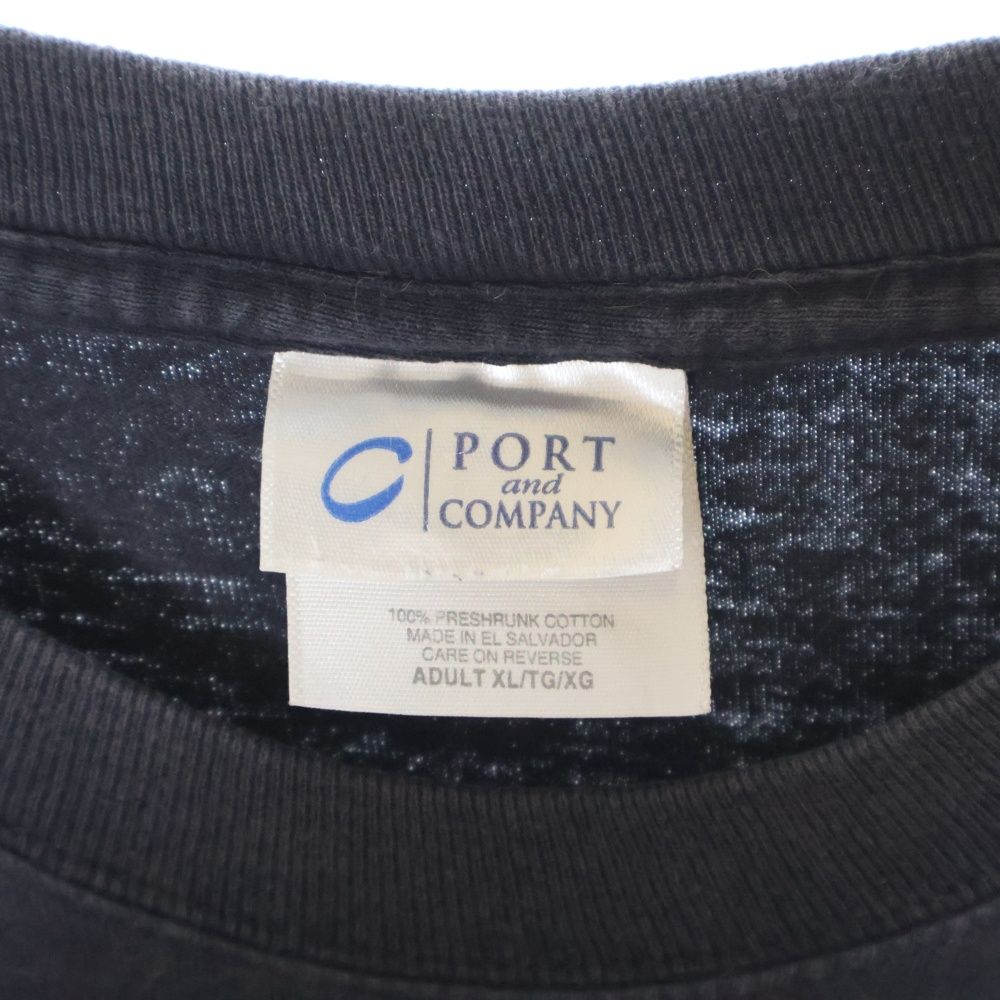 PORT
and
COMPANY
100% PRESHRUNK COTTON
MADE IN EL SALVADOR
CARE ON REVERSE
ADULT XL/TG/XG